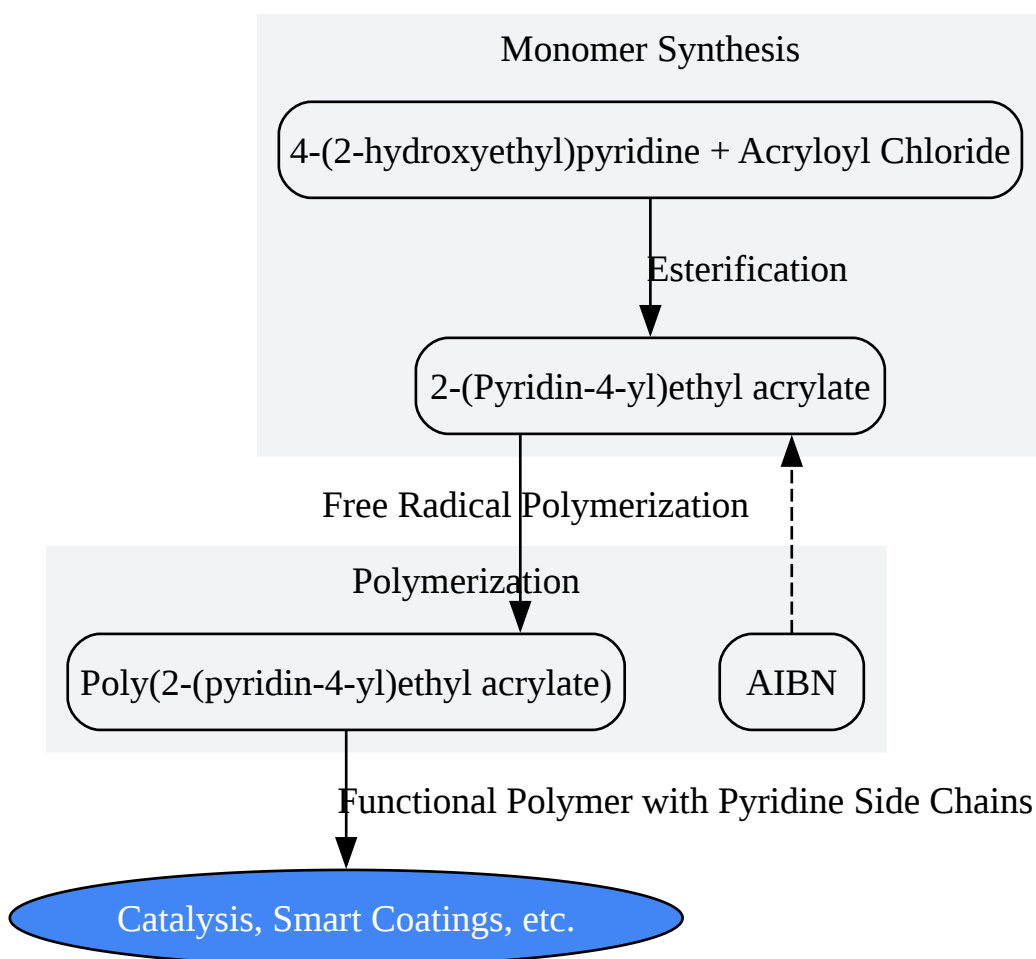 Monomer Synthesis
4-(2-hydroxyethyl)pyridine + Acryloyl Chloride
Esterification
2-(Pyridin-4-yl)ethyl acrylate
Free Radical Polymerization
Polymerization
Poly(2-(pyridin-4-yl)ethyl acrylate)
AIBN
Functional Polymer with Pyridine Side Chains
Catalysis, Smart Coatings, etc.